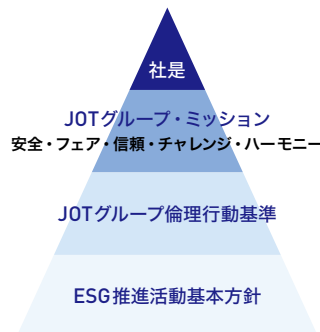 社是
JOTグループ・ミッション
安全・フェア・信頼・チャレンジ・ハーモニー
JOTグループ倫理行動基準
ESG推進活動基本方針